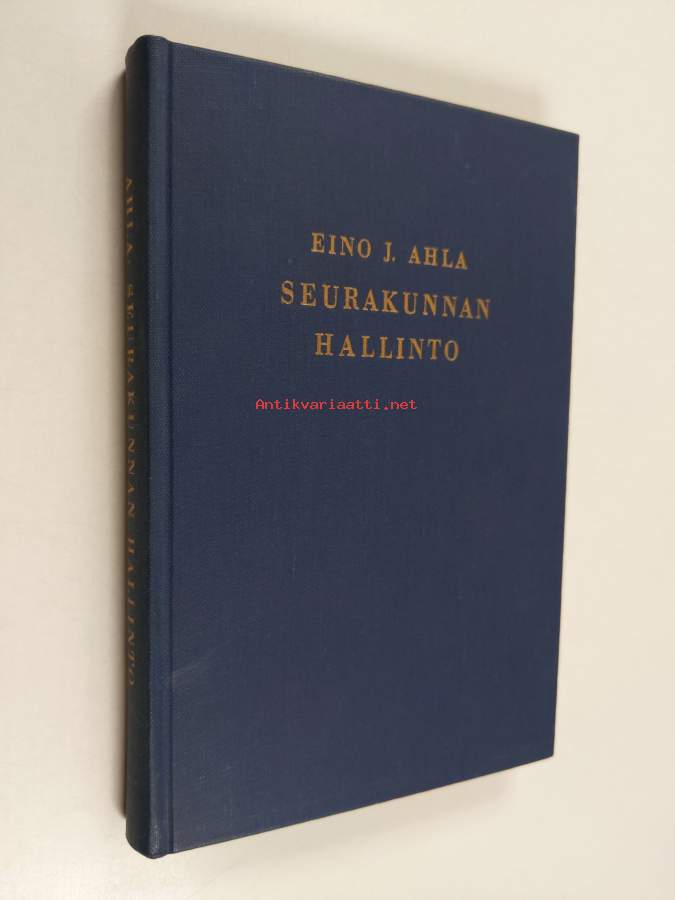 EINO J. AHLA
SEURAKUNNAN
HALLINTO
Antikvariaatti.net
AHLA: SEURAKUNNAN HALLINTO